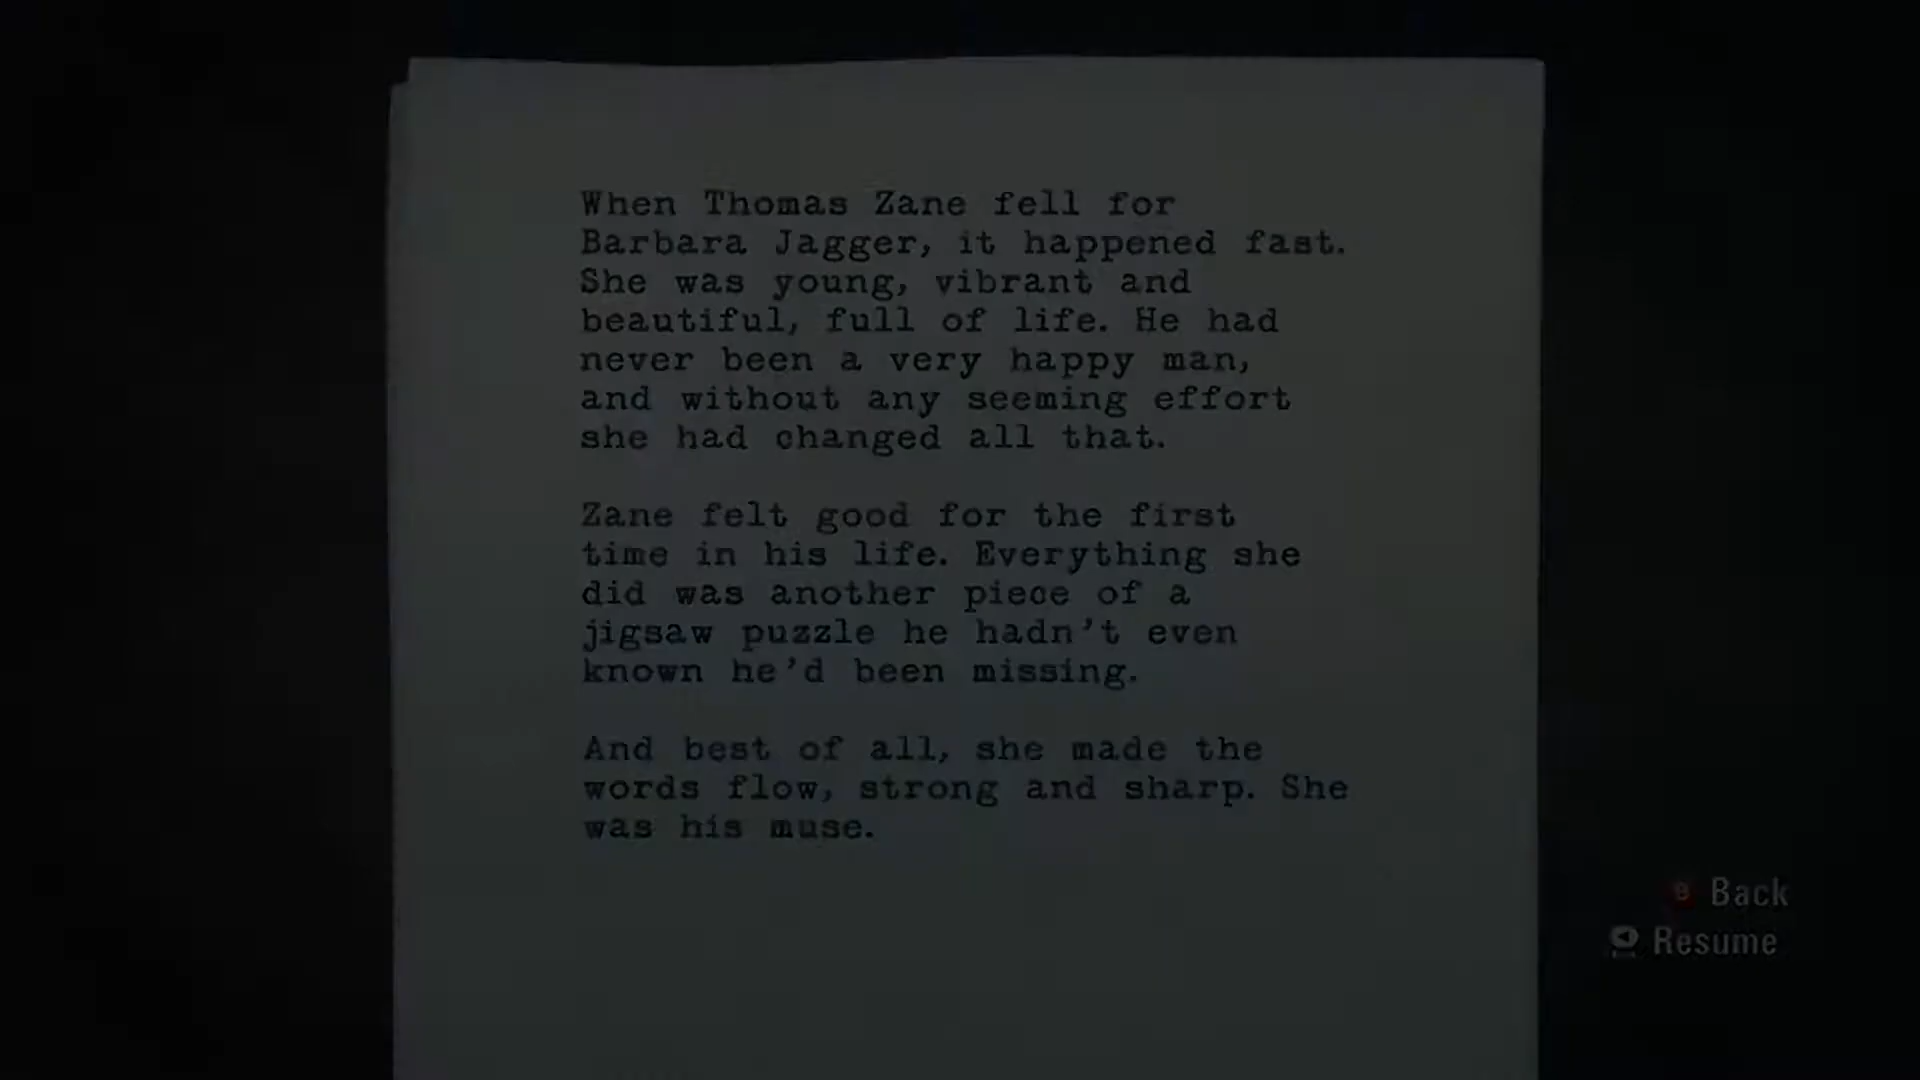 When Thomas Zane fell for
Barbara Jagger, it happened fast.
She was young, vibrant and
beautiful, full of life. He had
never been a very happy man,
and without any seeming effort
she had changed all that.
Zane felt good for the first
time in his life. Everything she
did was another piece of a
jigsaw puzzle he hadn't even
known he'd been missing.
And best of all, she made the
words flow, strong and sharp. She
was his muse.
B Back
Resume